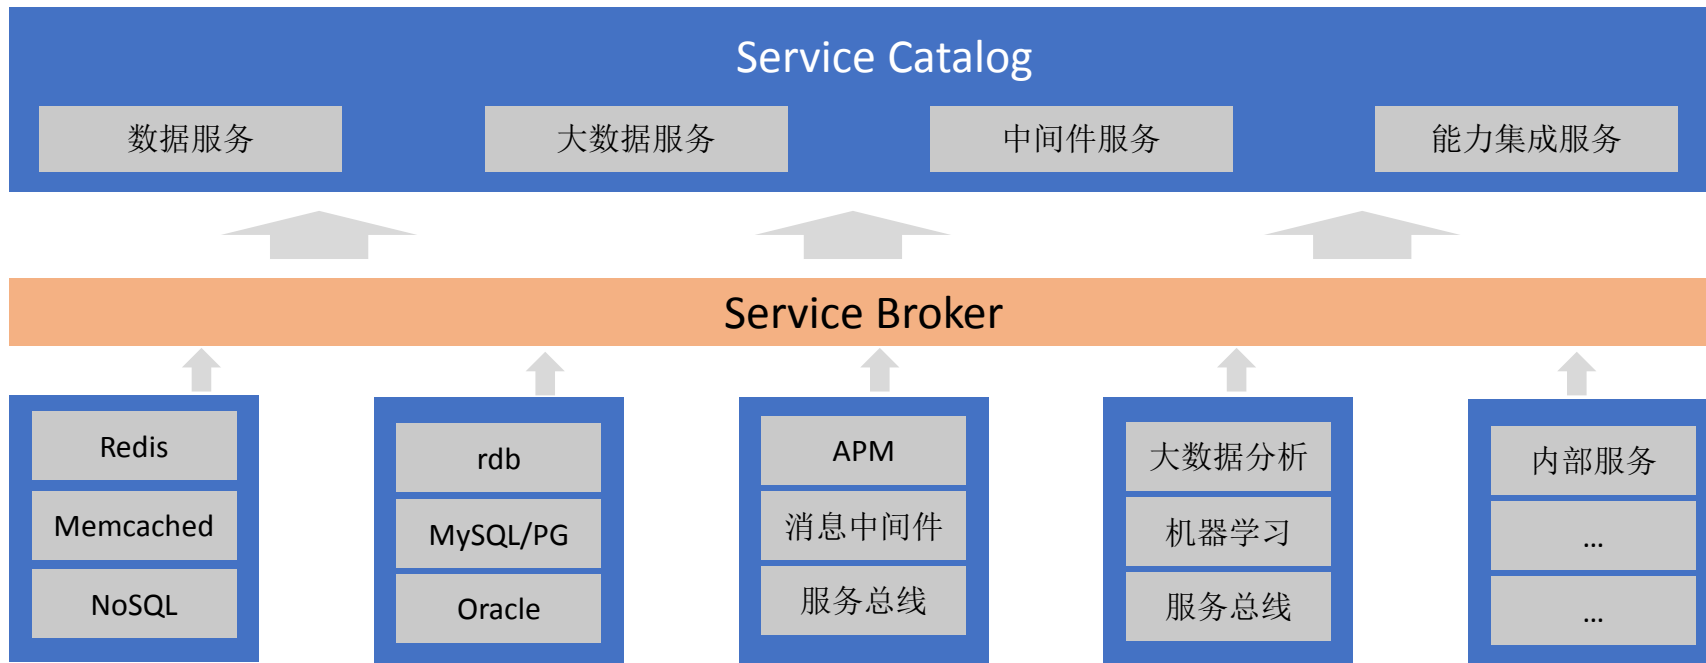 Service Catalog
数据服务
大数据服务
中间件服务
能力集成服务
Service Broker
Redis
Memcached
NoSQL
rdb
MySQL/PG
Oracle
APM
消息中间件
服务总线
大数据分析
机器学习
服务总线
内部服务
...
...